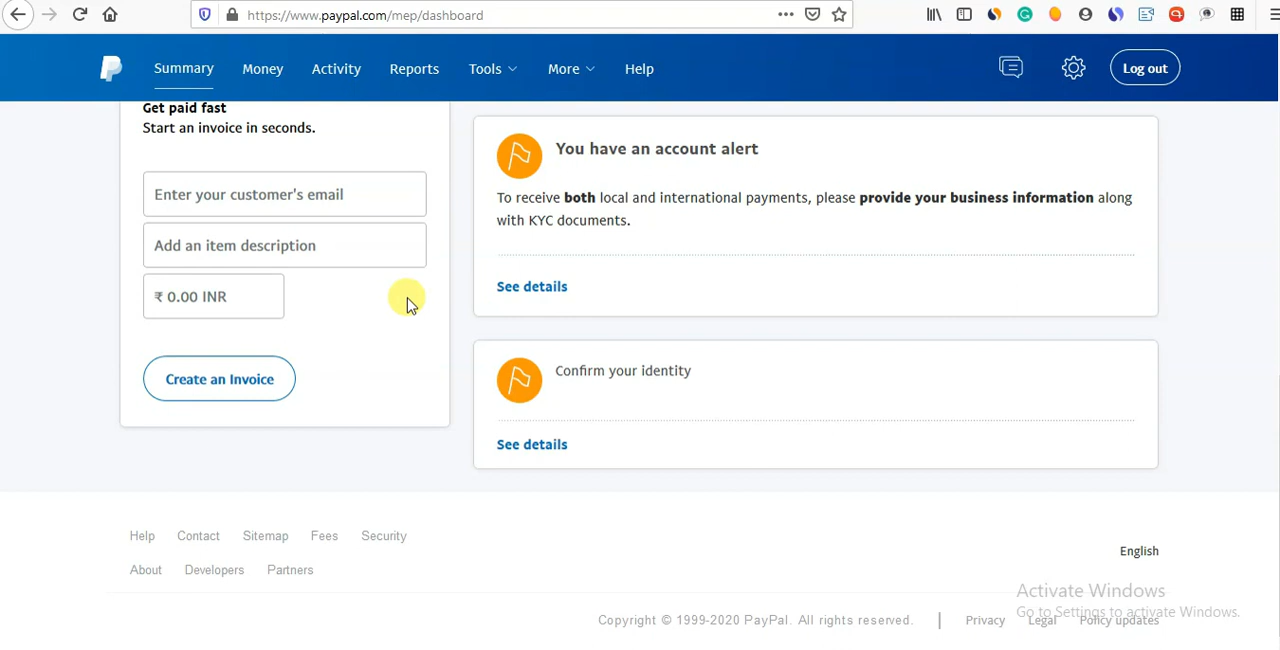 https://www.paypal.com/mep/dashboard
Summary Money Activity Reports Tools More Help Log out
Get paid fast
Start an invoice in seconds.
Enter your customer's email
Add an item description
₹ 0.00 INR
Create an Invoice
You have an account alert
To receive both local and international payments, please provide your business information along
with KYC documents.
See details
Confirm your identity
See details
Help Contact Sitemap Fees Security
About Developers Partners
English
Activate Windows
Go to Settings to activate Windows.
Copyright © 1999-2020 PayPal. All rights reserved. | Privacy Legal Policy updates